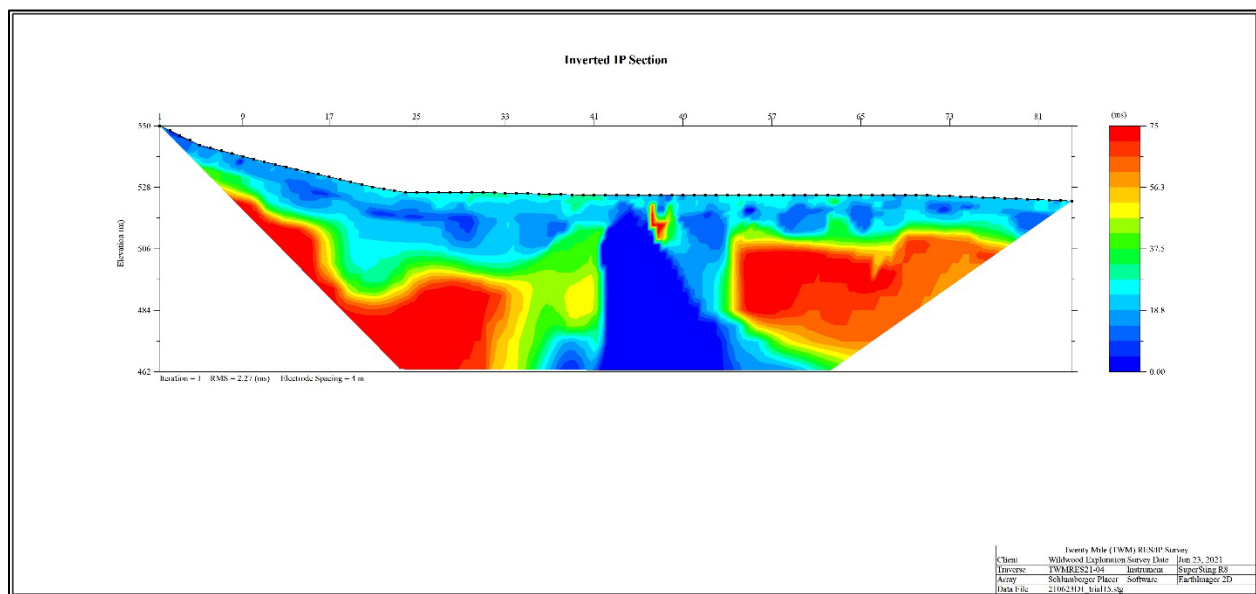 Inverted IP Section
1 9 17 25 33 41 49 57 65 73 81
(ms)
550
528
506
484
462
Elevation (m)
75
56.3
37.5
18.8
0.00
Iteration = 1 RMS = 2.27 (ms) Electrode Spacing = 4 m
Twenty Mile (TWM) RES/IP Survey
Client Wildwood Exploration Survey Date Jun 23, 2021
Traverse TWMRES21-04 Instrument SuperSting R8
Array Schlumberger Placer Software EarthImager 2D
Data File 210623D1_trial15.stg